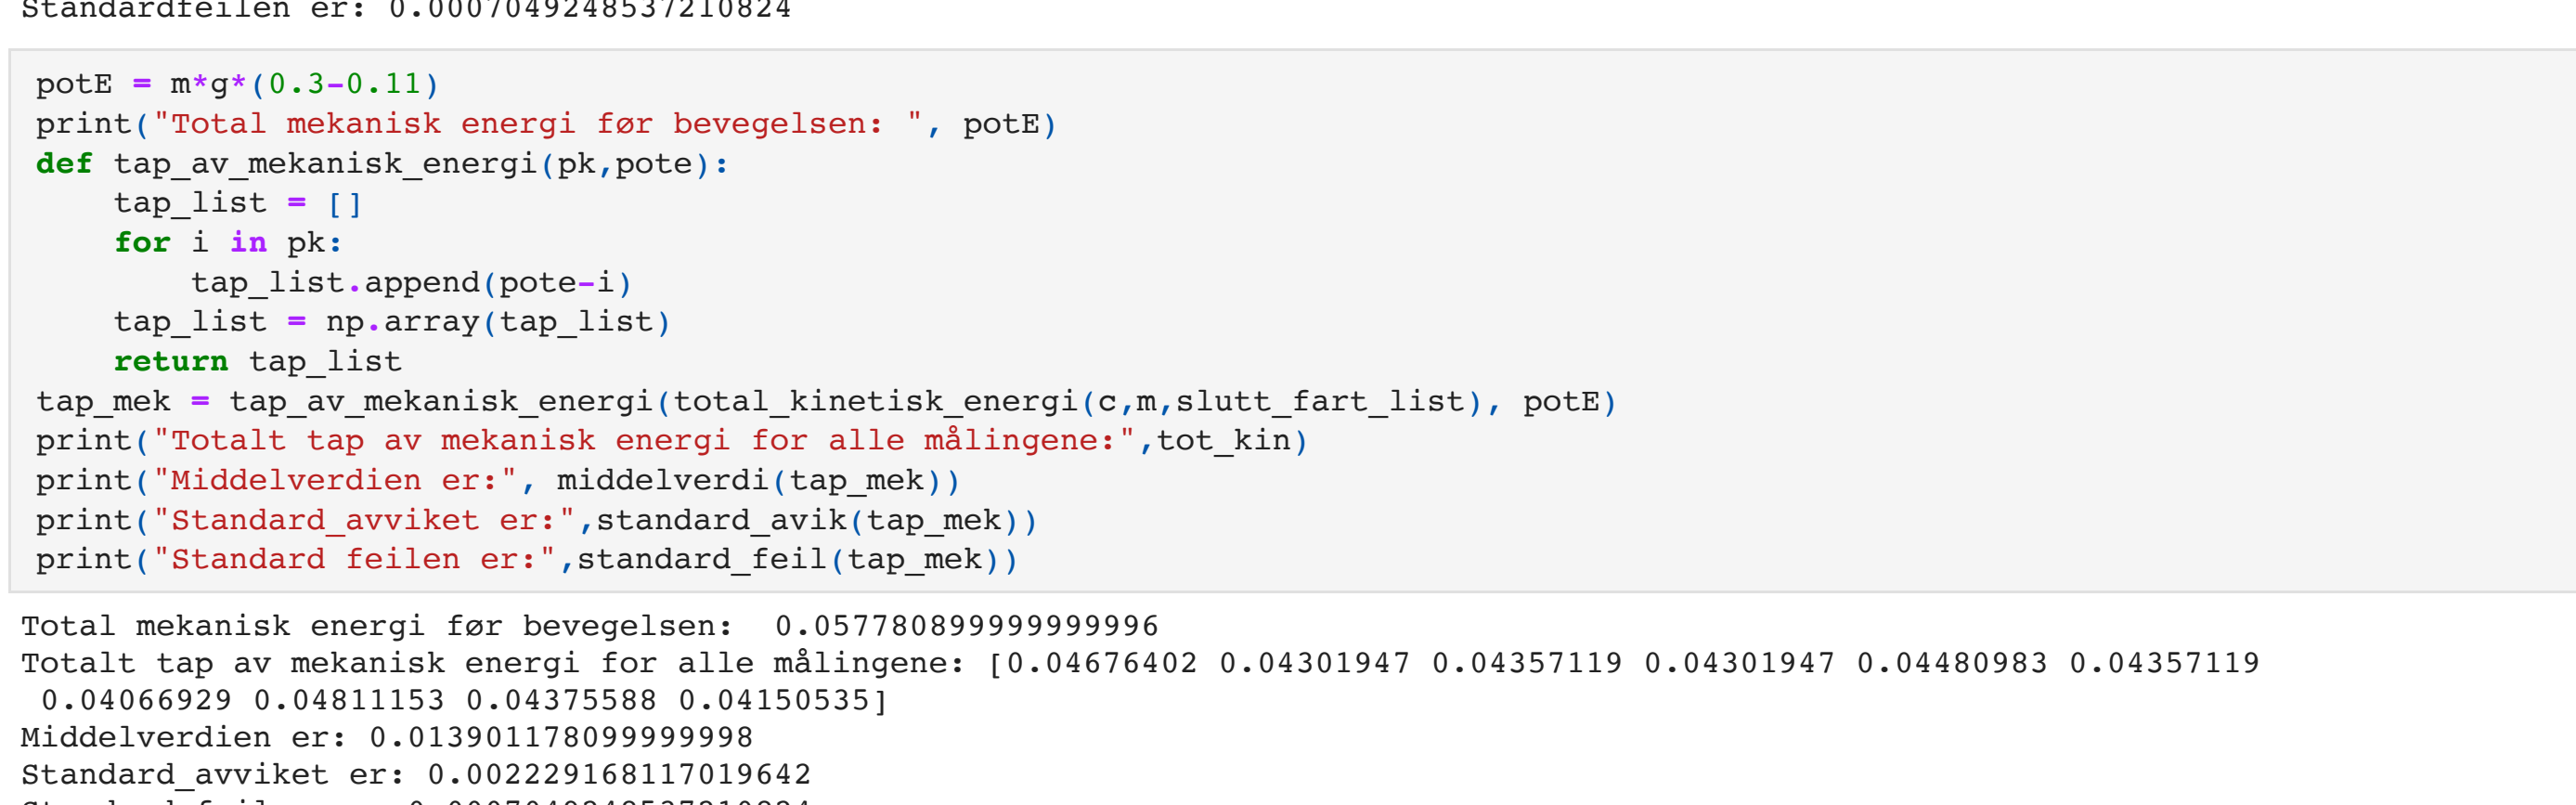 Standardfeilen er: 0.0007049248537210824
potE = m*g*(0.3-0.11)
print("Total mekanisk energi før bevegelsen: ", potE)
def tap_av_mekanisk_energi(pk,pote):
    tap_list = []
    for i in pk:
        tap_list.append(pote-i)
    tap_list = np.array(tap_list)
    return tap_list
tap_mek = tap_av_mekanisk_energi(total_kinetisk_energi(c,m,slutt_fart_list), potE)
print("Totalt tap av mekanisk energi for alle målingene:",tot_kin)
print("Middelverdien er:", middelverdi(tap_mek))
print("Standard_avviket er:",standard_avik(tap_mek))
print("Standard feilen er:",standard_feil(tap_mek))
Total mekanisk energi før bevegelsen:  0.057780899999999996
Totalt tap av mekanisk energi for alle målingene: [0.04676402 0.04301947 0.04357119 0.04301947 0.04480983 0.04357119
 0.04066929 0.04811153 0.04375588 0.04150535]
Middelverdien er: 0.013901178099999998
Standard_avviket er: 0.002229168117019642